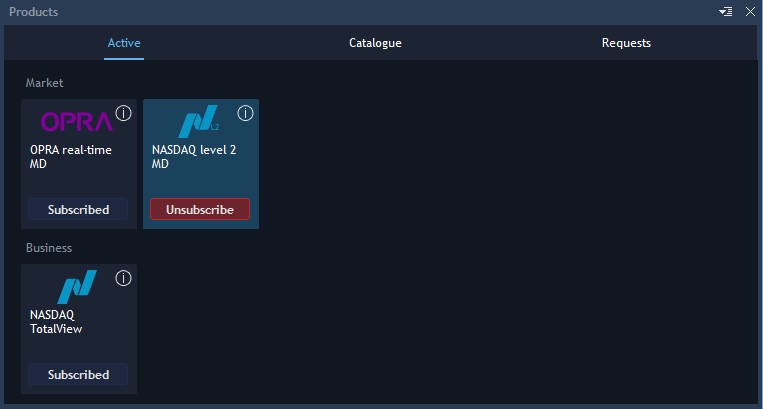 Products
Active
Catalogue
Requests
Market
OPRA
OPRA real-time
MD
Subscribed
L2
NASDAQ level 2
MD
Unsubscribe
Business
NASDAQ
TotalView
Subscribed